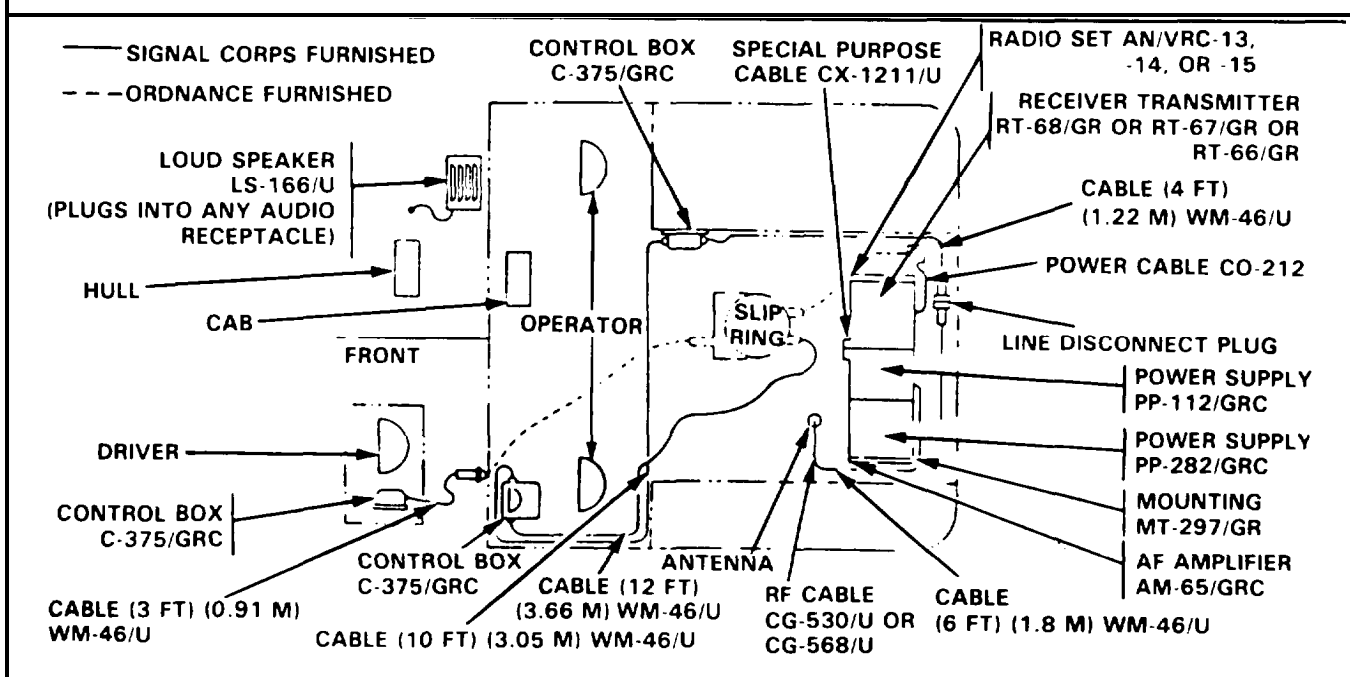 SIGNAL CORPS FURNISHED
ORDNANCE FURNISHED
CONTROL BOX
C-375/GRC
SPECIAL PURPOSE
CABLE CX-1211/U
RADIO SET AN/VRC-13,
-14, OR -15
RECEIVER TRANSMITTER
RT-68/GR OR RT-67/GR OR
RT-66/GR
LOUD SPEAKER
LS-166/U
(PLUGS INTO ANY AUDIO
RECEPTACLE)
CABLE (4 FT)
(1.22 M) WM-46/U
POWER CABLE CO-212
HULL
CAB
OPERATOR
SLIP
RING
FRONT
LINE DISCONNECT PLUG
POWER SUPPLY
PP-112/GRC
DRIVER
POWER SUPPLY
PP-282/GRC
CONTROL BOX
C-375/GRC
MOUNTING
MT-297/GR
CONTROL BOX
C-375/GRC
ANTENNA
AF AMPLIFIER
AM-65/GRC
CABLE (3 FT) (0.91 M)
WM-46/U
CABLE (12 FT)
(3.66 M) WM-46/U
CABLE (10 FT) (3.05 M) WM-46/U
RF CABLE
CG-530/U OR
CG-568/U
CABLE
(6 FT) (1.8 M) WM-46/U